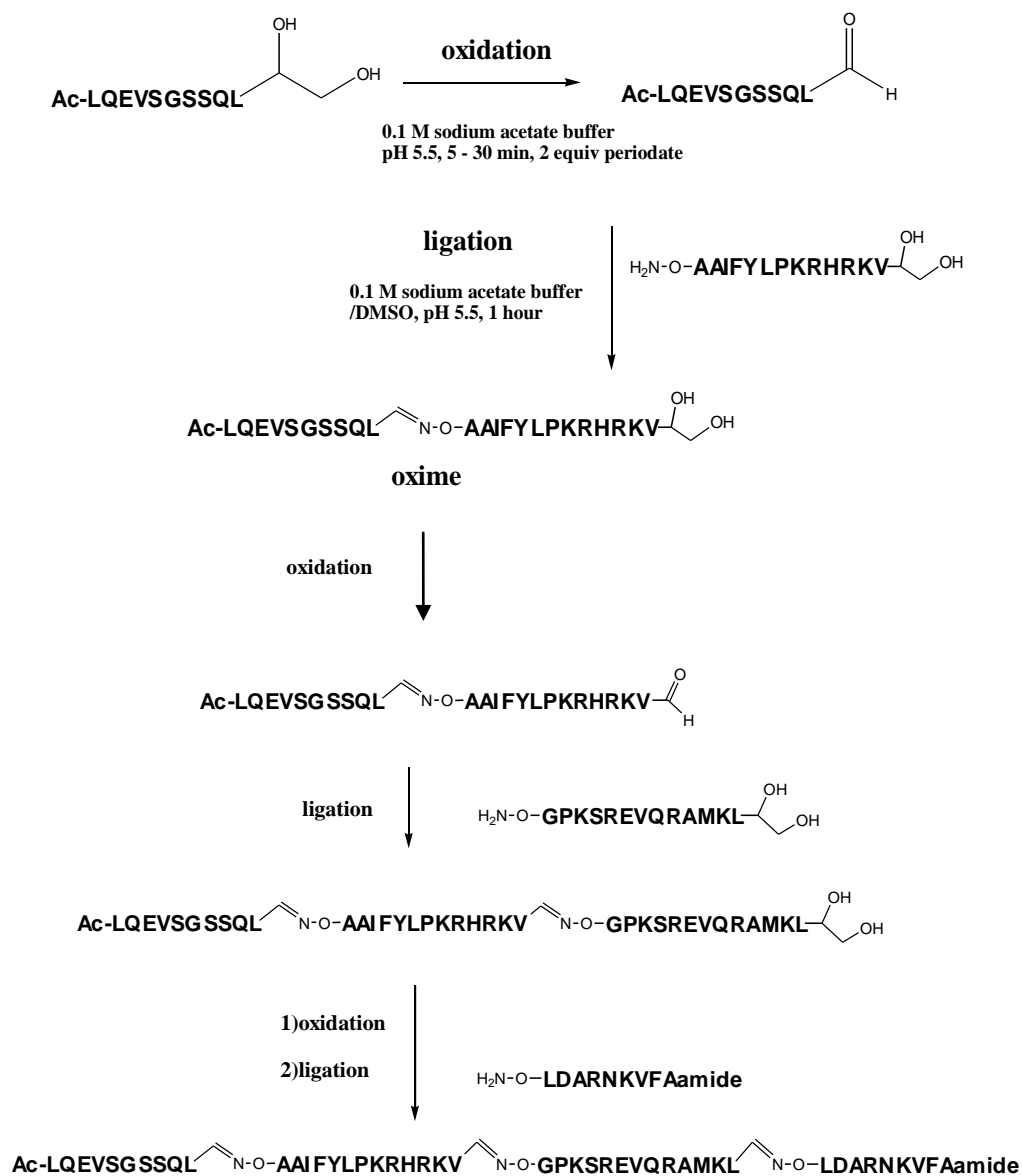 OH
OH
Ac-LQEVSGSSQL
oxidation
0.1 M sodium acetate buffer
pH 5.5, 5 - 30 min, 2 equiv periodate
O
Ac-LQEVSGSSQL
H
ligation
0.1 M sodium acetate buffer
/DMSO, pH 5.5, 1 hour
OH
OH
H2N-O-AAIFYLPKRHRKV
OH
OH
Ac-LQEVSGSSQL N-O-AAIFYLPKRHRKV
oxime
oxidation
O
Ac-LQEVSGSSQL N-O-AAIFYLPKRHRKV
H
ligation
OH
H2N-O-GPKSREVQRAMKL
OH
OH
Ac-LQEVSGSSQL N-O-AAIFYLPKRHRKV N-O-GPKSREVQRAMKL
OH
1)oxidation
2)ligation
H2N-O-LDARNKVFAamide
Ac-LQEVSGSSQL N-O-AAIFYLPKRHRKV N-O-GPKSREVQRAMKL N-O-LDARNKVFAamide